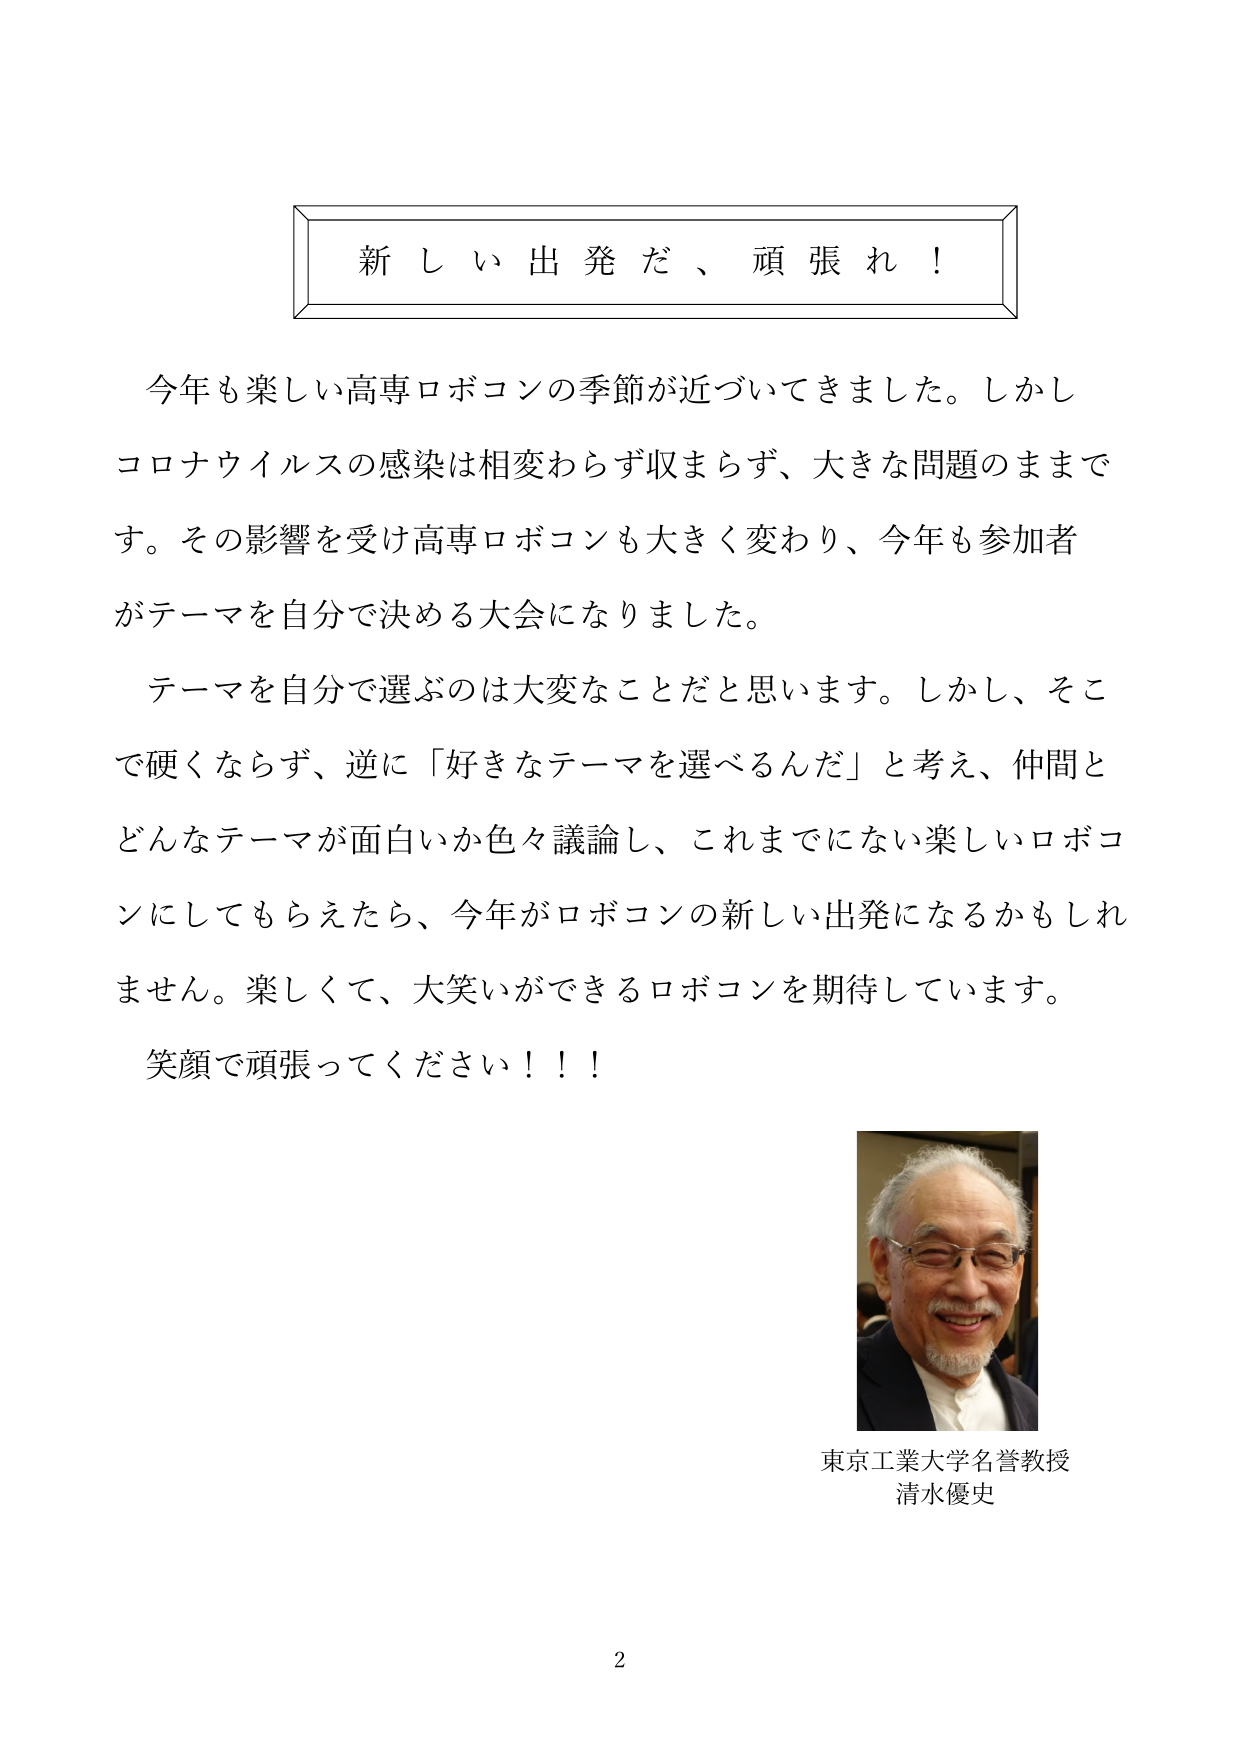 新しい出発だ、頑張れ！
今年も楽しい高専ロボコンの季節が近づいてきました。しかし
コロナウイルスの感染は相変わらず収まらず、大きな問題のままで
す。その影響を受け高専ロボコンも大きく変わり、今年も参加者
がテーマを自分で決める大会になりました。
テーマを自分で選ぶのは大変なことだと思います。しかし、そこ
で硬くならず、逆に「好きなテーマを選べるんだ」と考え、仲間と
どんなテーマが面白いか色々議論し、これまでにない楽しいロボコ
ンにしてもらえたら、今年がロボコンの新しい出発になるかもしれ
ません。楽しくて、大笑いができるロボコンを期待しています。
笑顔で頑張ってください！！！
東京工業大学名誉教授
清水優史
2